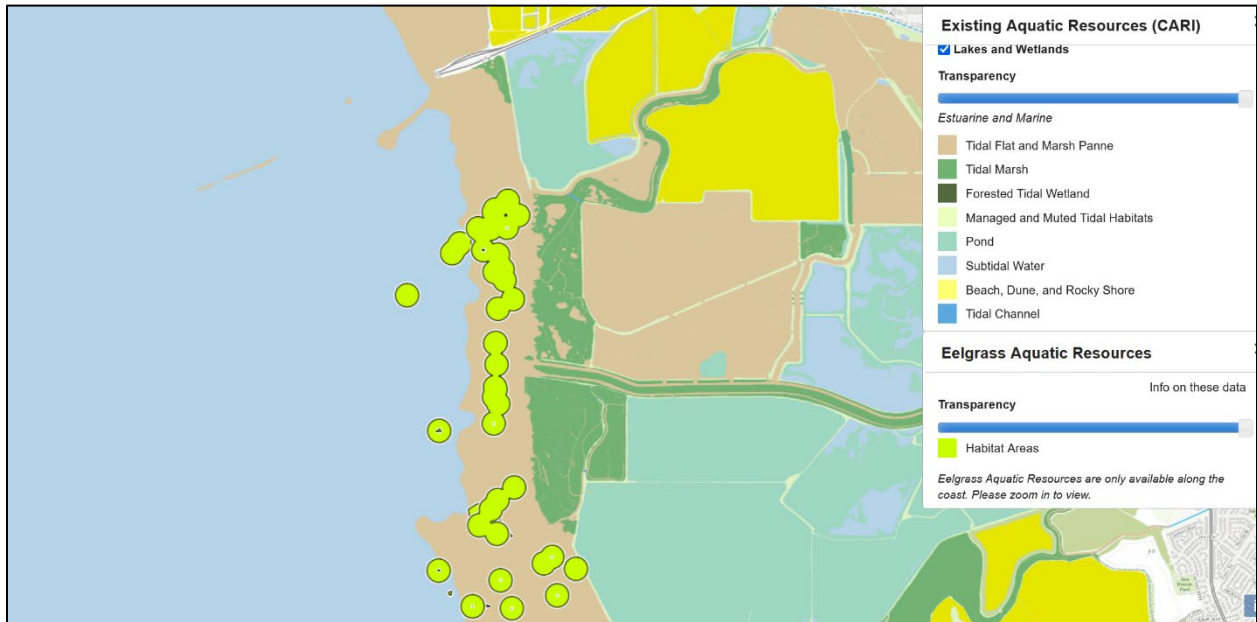 Existing Aquatic Resources (CARI)
Lakes and Wetlands
Transparency
Estuarine and Marine
Tidal Flat and Marsh Panne
Tidal Marsh
Forested Tidal Wetland
Managed and Muted Tidal Habitats
Pond
Subtidal Water
Beach, Dune, and Rocky Shore
Tidal Channel
Eelgrass Aquatic Resources
Info on these data
Transparency
Habitat Areas
Eelgrass Aquatic Resources are only available along the
coast. Please zoom in to view.